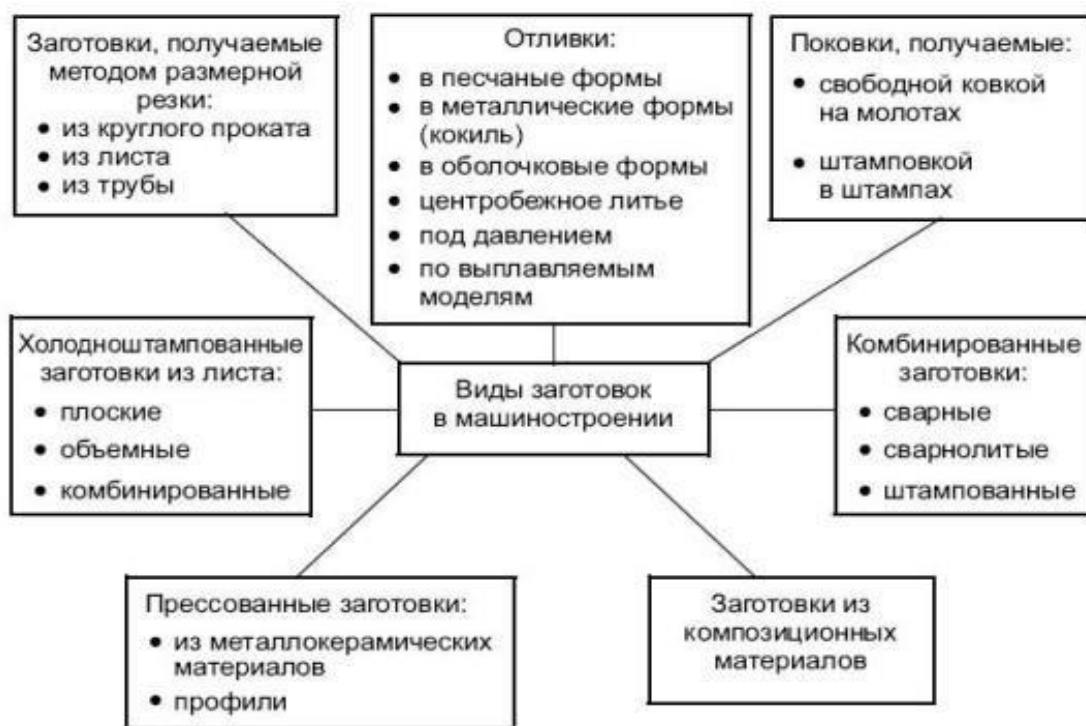 Заготовки, получаемые
методом размерной
резки:
• из круглого проката
• из листа
• из трубы
Отливки:
• в песчаные формы
• в металлические формы
(кокиль)
• в оболочковые формы
• центробежное литье
• под давлением
• по выплавляемым
моделям
Поковки, получаемые:
• свободной ковкой
на молотах
• штамповкой
в штампах
Холодноштампованные
заготовки из листа:
• плоские
• объемные
• комбинированные
Виды заготовок
в машиностроении
Комбинированные
заготовки:
• сварные
• сварнолитые
• штампованные
Прессованные заготовки:
• из металлокерамических
материалов
• профили
Заготовки из
композиционных
материалов